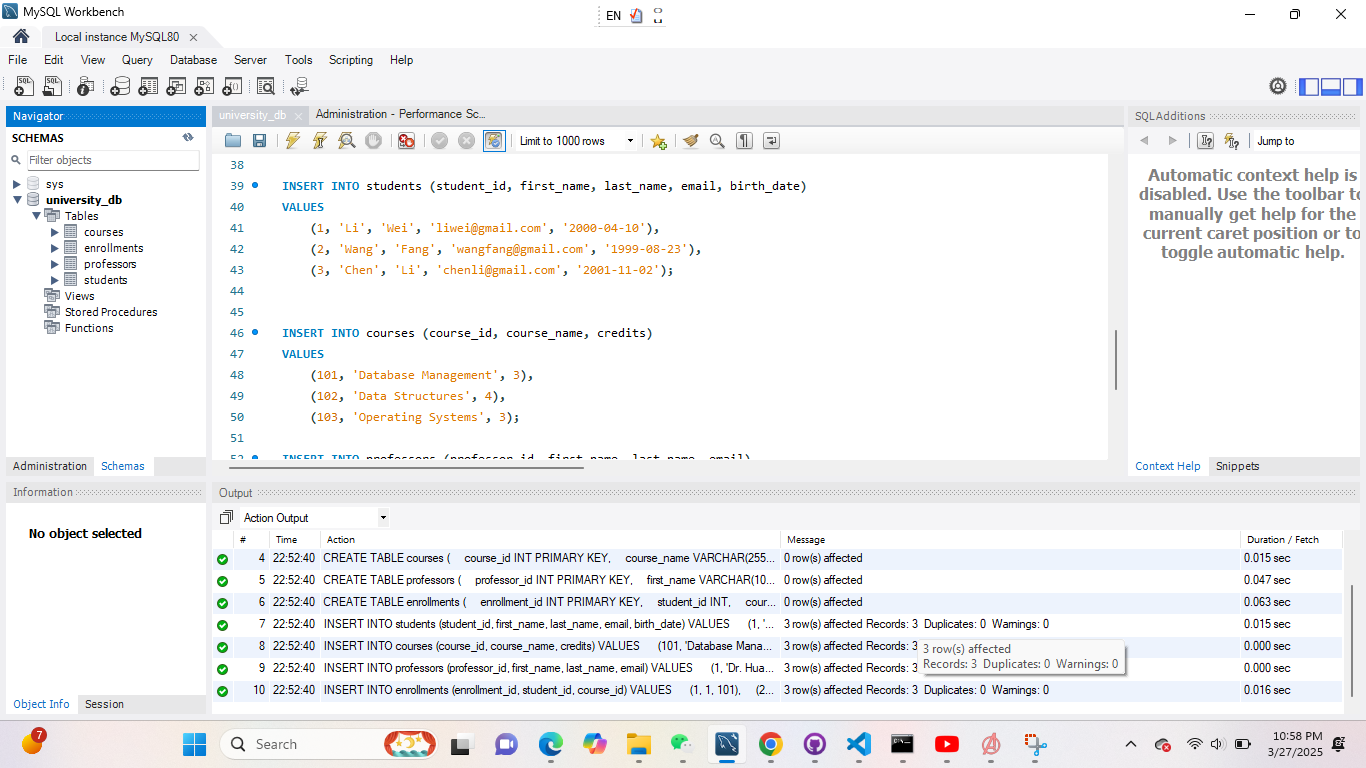 MySQL Workbench
EN
Local instance MySQL80
File Edit View Query Database Server Tools Scripting Help
Navigator
SCHEMAS
Filter objects
sys
university_db
Tables
courses
enrollments
professors
students
Views
Stored Procedures
Functions
Administration Schemas
Information
No object selected
Object Info Session
university_db Administration - Performance Sc...
Limit to 1000 rows
38
39 INSERT INTO students (student_id, first_name, last_name, email, birth_date)
40 VALUES
41 (1, 'Li', 'Wei', 'liwei@gmail.com', '2000-04-10'),
42 (2, 'Wang', 'Fang', 'wangfang@gmail.com', '1999-08-23'),
43 (3, 'Chen', 'Li', 'chenli@gmail.com', '2001-11-02');
44
45
46 INSERT INTO courses (course_id, course_name, credits)
47 VALUES
48 (101, 'Database Management', 3),
49 (102, 'Data Structures', 4),
50 (103, 'Operating Systems', 3);
51
52 INSERT INTO professors (professor_id, first_name, last_name, email)
SQLAdditions
Jump to
Automatic context help is
disabled. Use the toolbar to
manually get help for the
current caret position or to
toggle automatic help.
Context Help Snippets
Output
Action Output
# Time Action Message Duration / Fetch
4 22:52:40 CREATE TABLE courses ( course_id INT PRIMARY KEY, course_name VARCHAR(255... 0 row(s) affected 0.015 sec
5 22:52:40 CREATE TABLE professors ( professor_id INT PRIMARY KEY, first_name VARCHAR(10... 0 row(s) affected 0.047 sec
6 22:52:40 CREATE TABLE enrollments ( enrollment_id INT PRIMARY KEY, student_id INT, cour... 0 row(s) affected 0.063 sec
7 22:52:40 INSERT INTO students (student_id, first_name, last_name, email, birth_date) VALUES (1, '... 3 row(s) affected Records: 3 Duplicates: 0 Warnings: 0 0.015 sec
8 22:52:40 INSERT INTO courses (course_id, course_name, credits) VALUES (101, 'Database Mana... 3 row(s) affected Records: 3 0.000 sec
9 22:52:40 INSERT INTO professors (professor_id, first_name, last_name, email) VALUES (1, 'Dr. Hua... 3 row(s) affected Records: 3 0.000 sec
10 22:52:40 INSERT INTO enrollments (enrollment_id, student_id, course_id) VALUES (1, 1, 101), (2... 3 row(s) affected Records: 3 Duplicates: 0 Warnings: 0 0.016 sec
3 row(s) affected
Records: 3 Duplicates: 0 Warnings: 0
7
Search
10:58 PM
3/27/2025